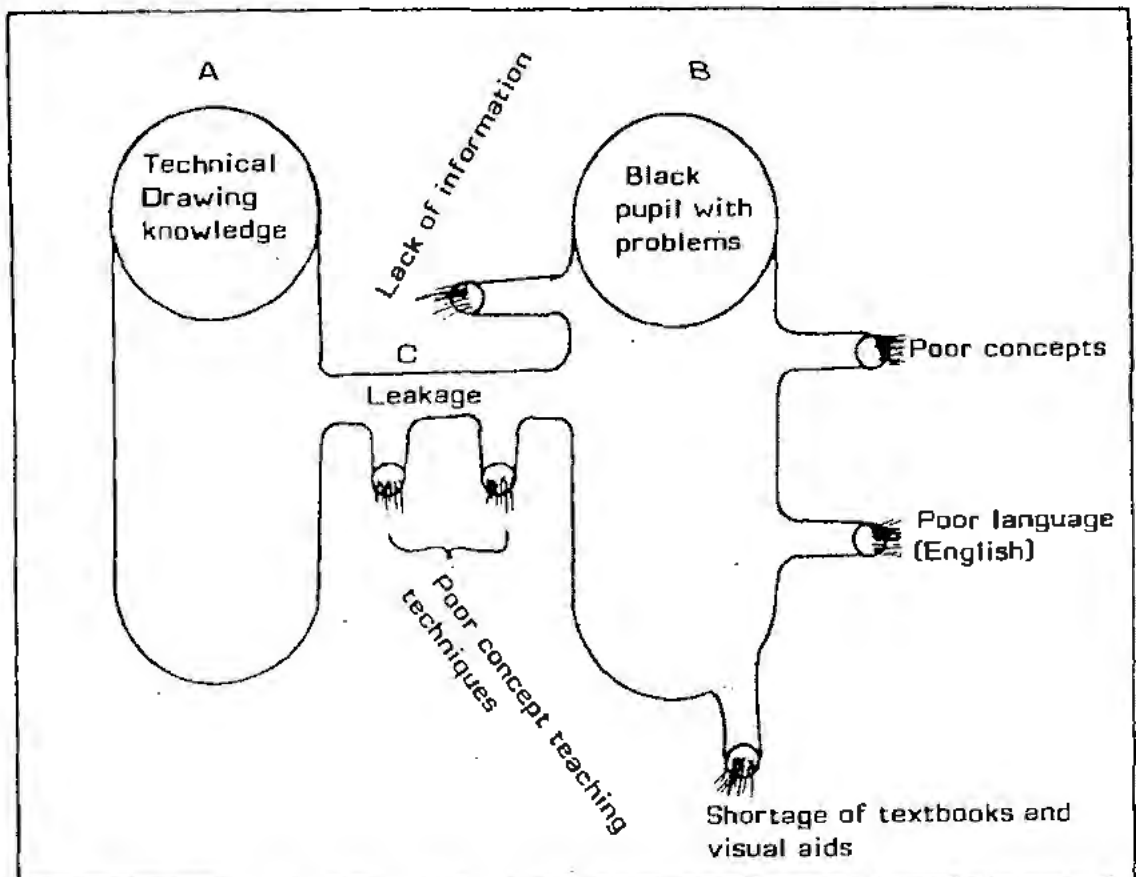 A
B
Technical
Drawing
knowledge
Lack of information
Black
pupil with
problems
C
Leakage
Poor concepts
Poor language
(English)
Poor concept teaching
techniques
Shortage of textbooks and
visual aids